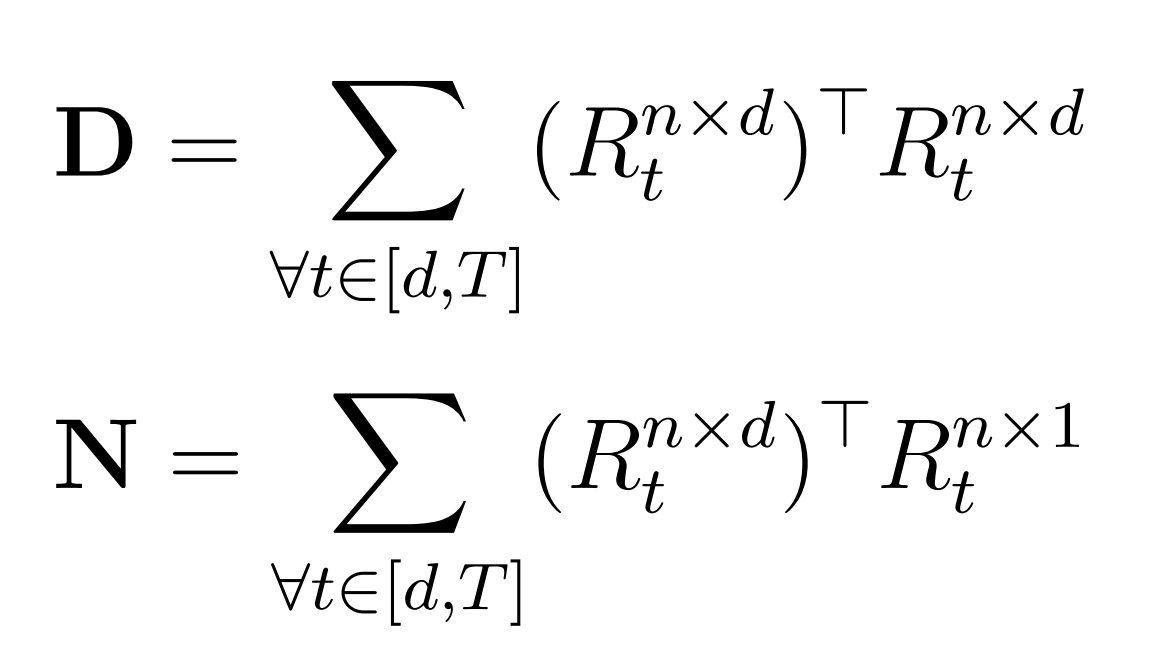 𝐃 = ∑_{∀t∈[d,T]} (R_t^{n×d})^⊤ R_t^{n×d}
𝐍 = ∑_{∀t∈[d,T]} (R_t^{n×d})^⊤ R_t^{n×1}